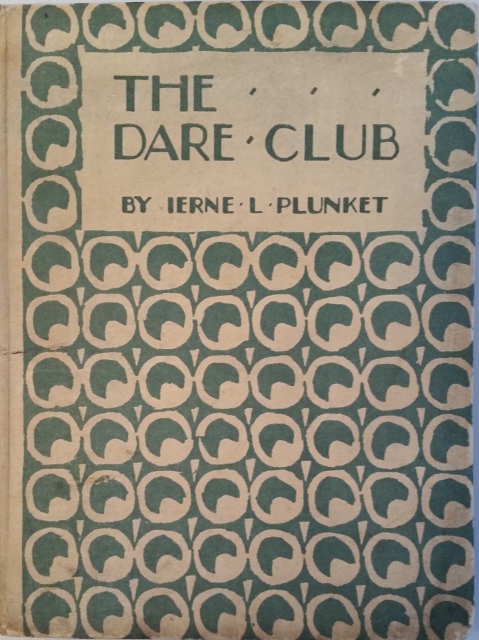 THE
DARE · CLUB
BY IERNE · L · PLUNKET